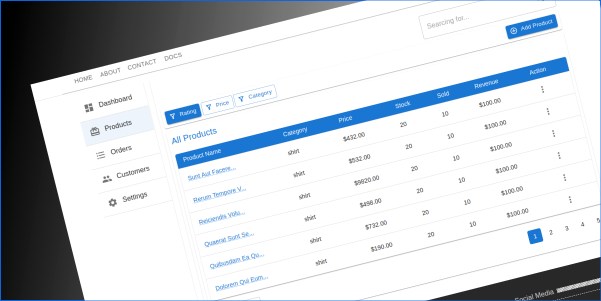 HOME ABOUT CONTACT DOCS
Searcing for...
Add Product
Dashboard
Products
Orders
Customers
Settings
Rating Price Category
All Products
Product Name Category Price Stock Sold Revenue Action
Sunt Aut Facere... shirt $432.00 20 10 $100.00
Rerum Tempore V... shirt $532.00 20 10 $100.00
Reiciendis Volu... shirt $9820.00 20 10 $100.00
Quaerat Sunt Se... shirt $498.00 20 10 $100.00
Quibusdam Ea Qu... shirt $732.00 20 10 $100.00
Dolorem Qui Eum... shirt $190.00 20 10 $100.00
1 2 3 4 5
Social Media